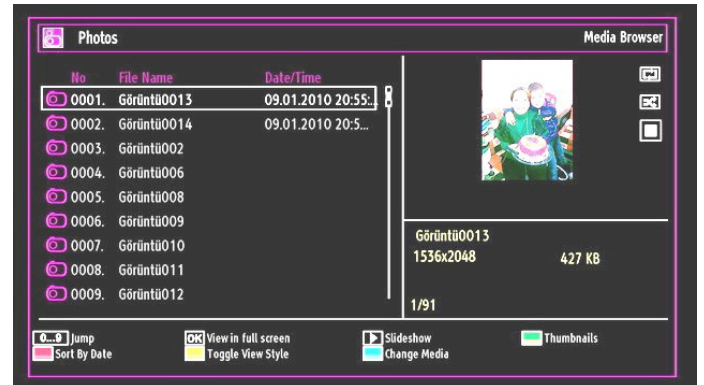 Photos
Media Browser
No File Name Date/Time
0001. Görüntü0013 09.01.2010 20:55:..
0002. Görüntü0014 09.01.2010 20:5...
0003. Görüntü002
0004. Görüntü006
0005. Görüntü008
0006. Görüntü009
0007. Görüntü010
0008. Görüntü011
0009. Görüntü012
Görüntü0013
1536x2048 427 KB
1/91
0...9 Jump OK View in full screen Slideshow Thumbnails
Sort By Date Toggle View Style Change Media